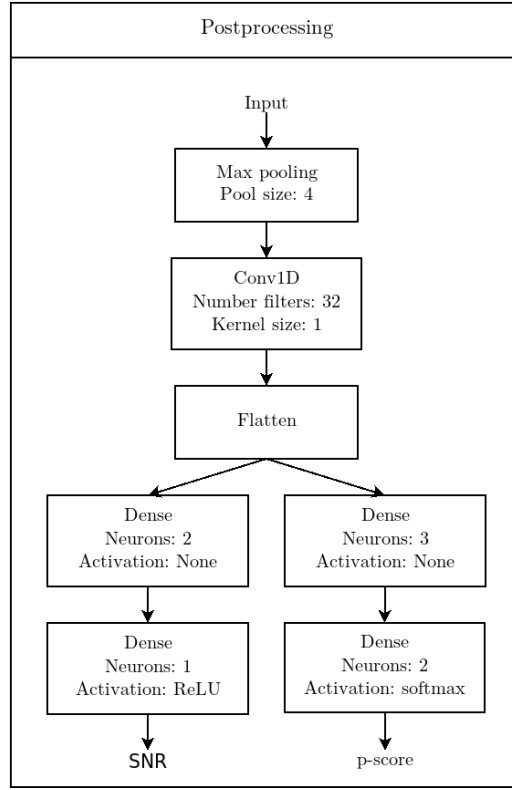 Postprocessing
Input
Max pooling
Pool size: 4
Conv1D
Number filters: 32
Kernel size: 1
Flatten
Dense
Neurons: 2
Activation: None
Dense
Neurons: 3
Activation: None
Dense
Neurons: 1
Activation: ReLU
Dense
Neurons: 2
Activation: softmax
SNR
p-score